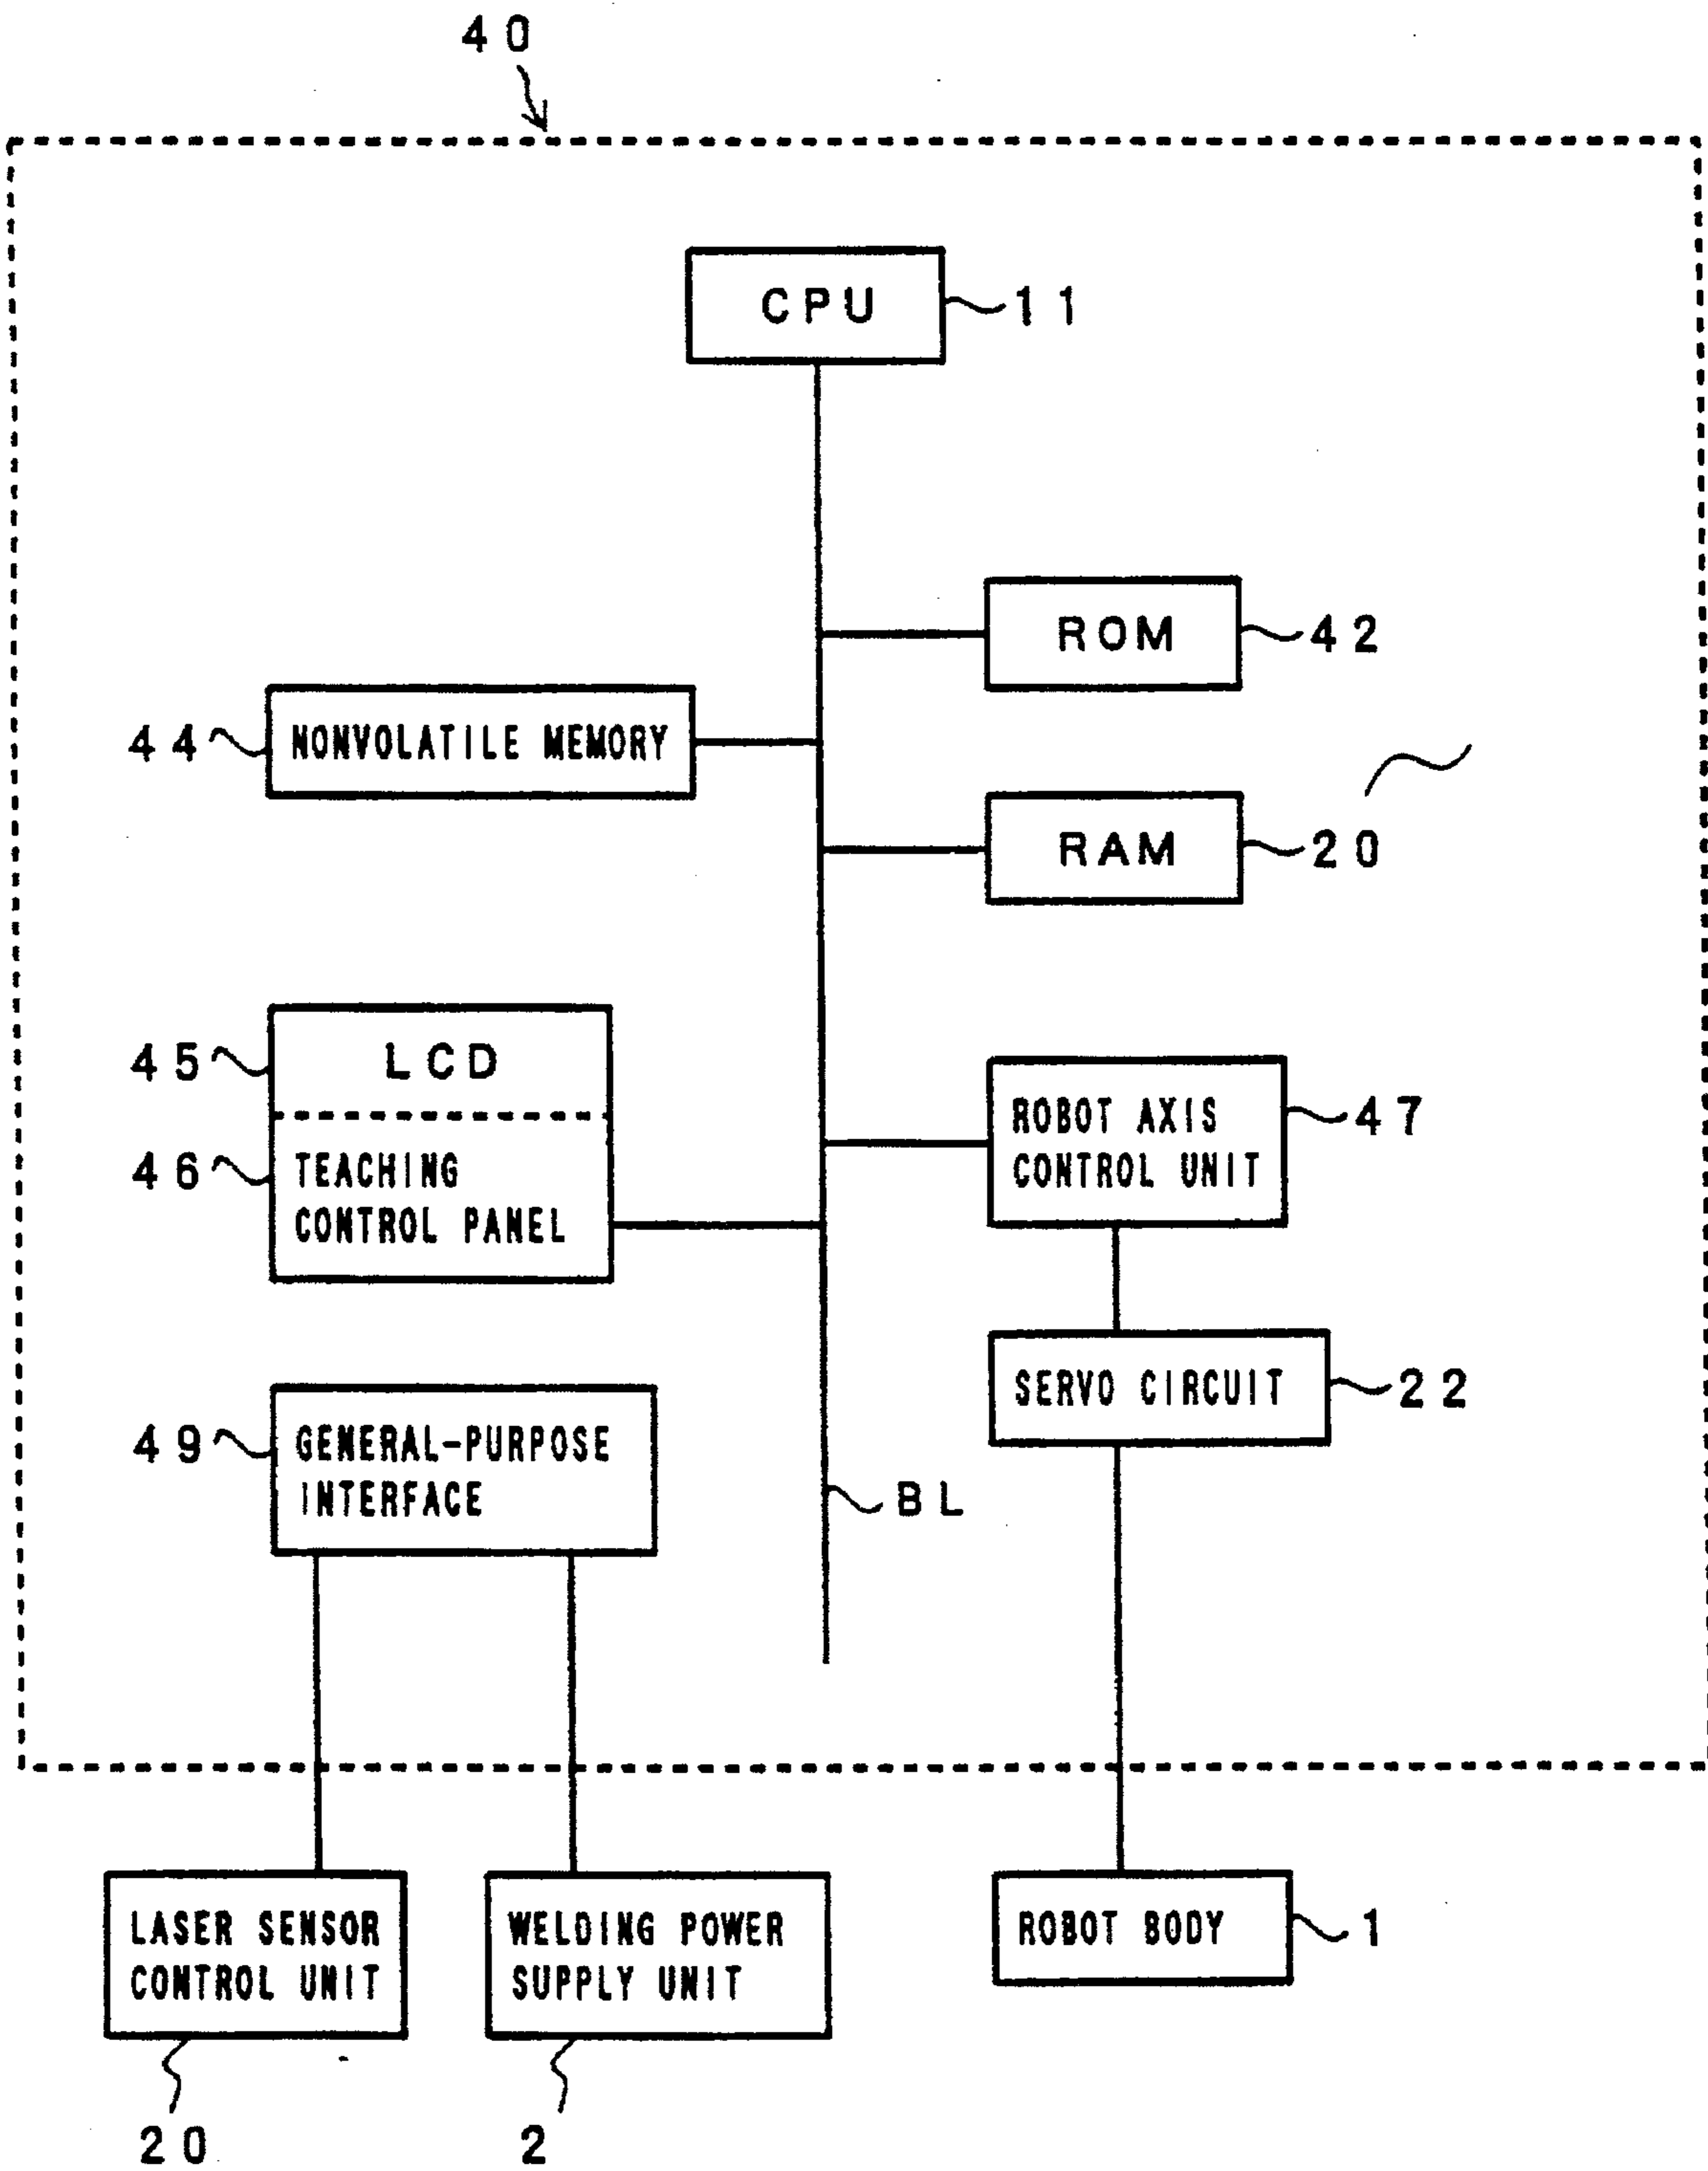 40
CPU
11
ROM
42
44
NONVOLATILE MEMORY
RAM
20
45
LCD
46
TEACHING
CONTROL PANEL
ROBOT AXIS
CONTROL UNIT
47
SERVO CIRCUIT
22
49
GENERAL-PURPOSE
INTERFACE
BL
LASER SENSOR
CONTROL UNIT
20
WELDING POWER
SUPPLY UNIT
2
ROBOT BODY
1